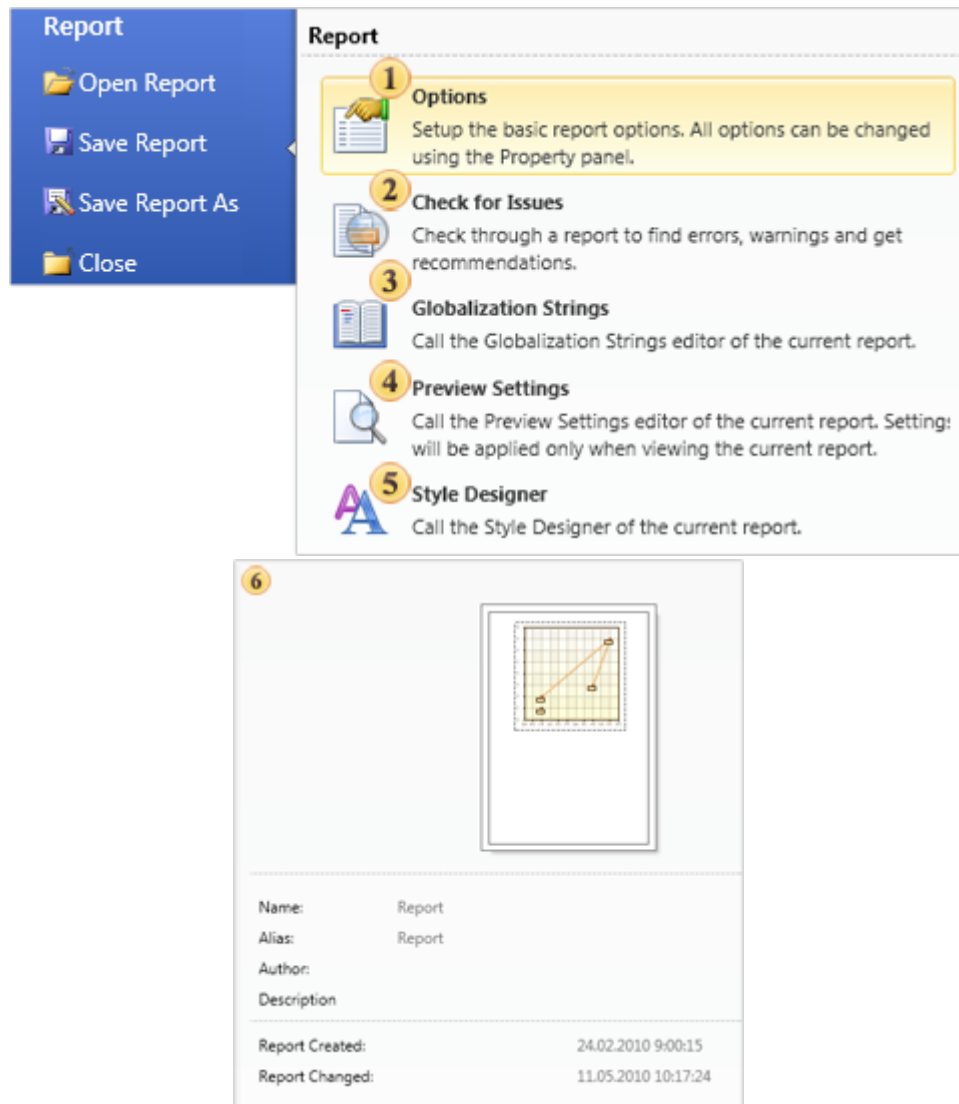 Report
Open Report
Save Report
Save Report As
Close
Report
1
Options
Setup the basic report options. All options can be changed
using the Property panel.
2
Check for Issues
Check through a report to find errors, warnings and get
recommendations.
3
Globalization Strings
Call the Globalization Strings editor of the current report.
4
Preview Settings
Call the Preview Settings editor of the current report. Settings
will be applied only when viewing the current report.
5
Style Designer
Call the Style Designer of the current report.
6
Name: Report
Alias: Report
Author:
Description
Report Created: 24.02.2010 9:00:15
Report Changed: 11.05.2010 10:17:24